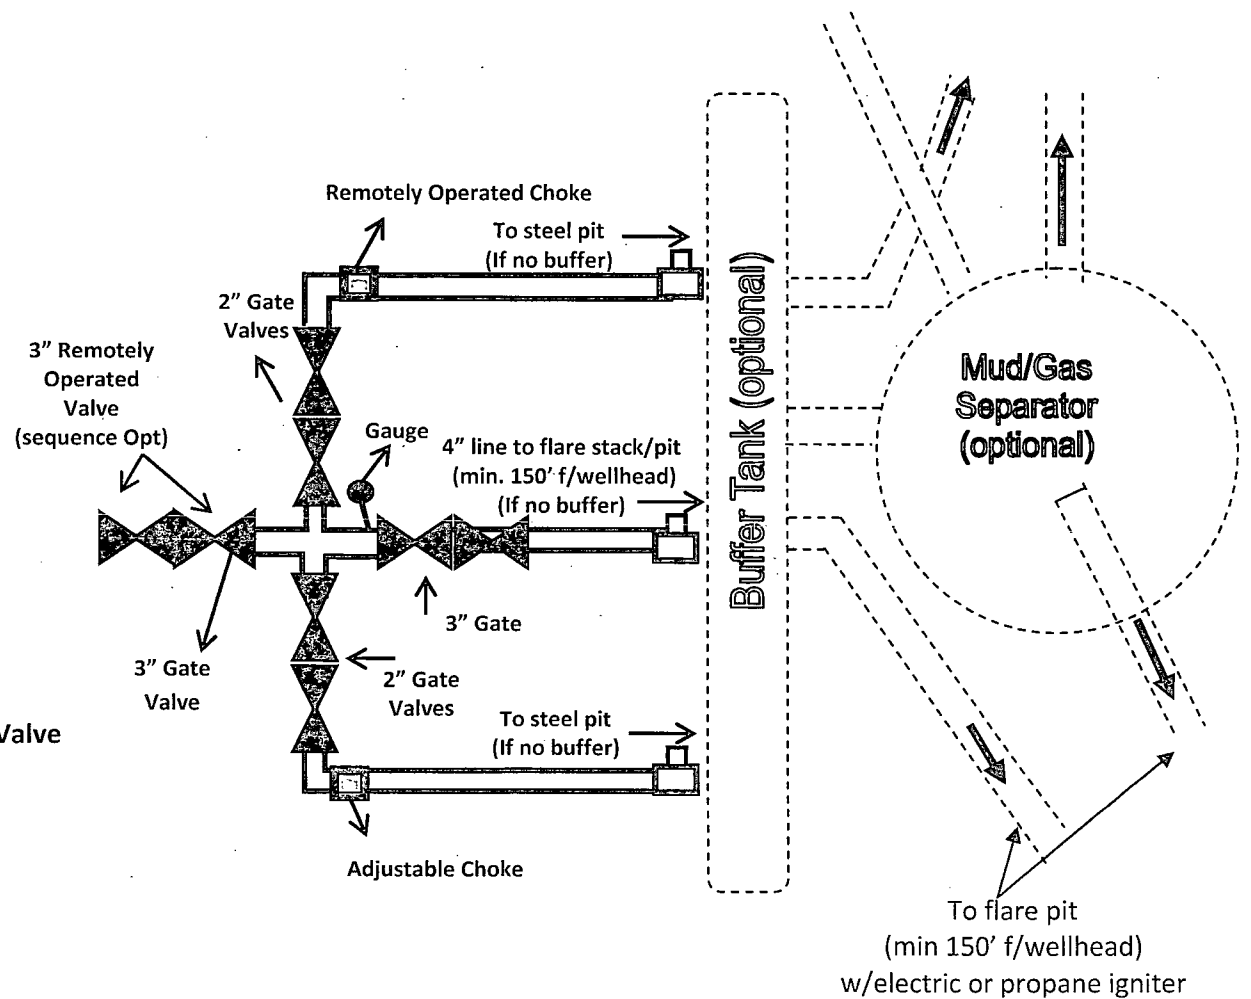 Remotely Operated Choke
To steel pit
(If no buffer)
2” Gate
Valves
3” Remotely
Operated
Valve
(sequence Opt)
Gauge
4” line to flare stack/pit
(min. 150’ f/wellhead)
(If no buffer)
Buffer Tank (optional)
Mud/Gas
Separator
(optional)
3” Gate
3” Gate
Valve
2” Gate
Valves
Valve
To steel pit
(If no buffer)
Adjustable Choke
To flare pit
(min 150’ f/wellhead)
w/electric or propane igniter